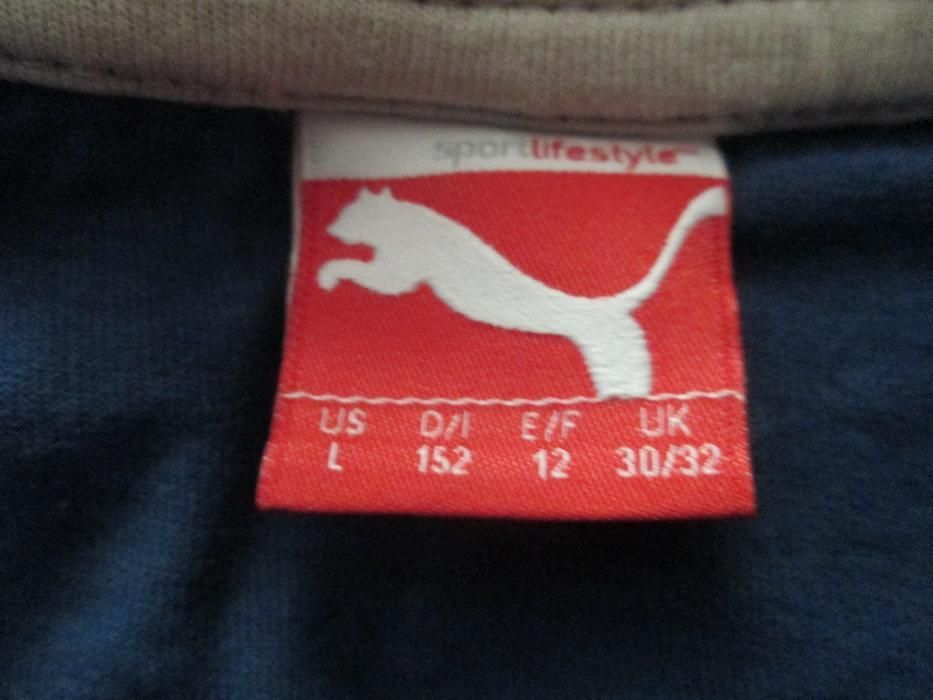 sportlifestyle
US D/I E/F UK
L 152 12 30/32